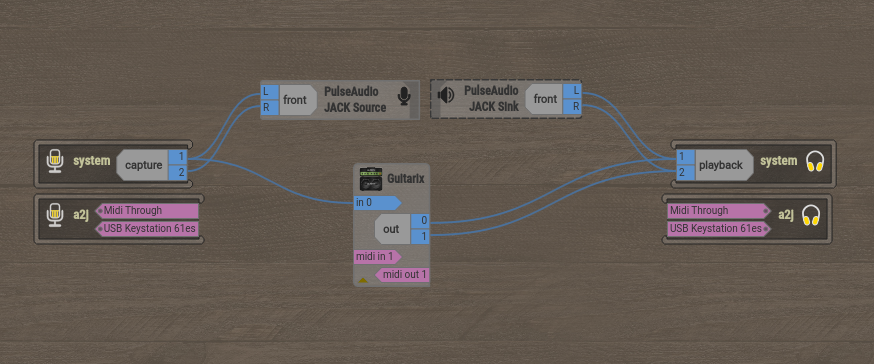 system
capture
1
2
a2j
Midi Through
USB Keystation 61es
L
R
front
PulseAudio
JACK Source
PulseAudio
JACK Sink
front
L
R
Guitarix
in 0
out
0
1
midi in 1
midi out 1
1
2
playback
system
Midi Through
USB Keystation 61es
a2j